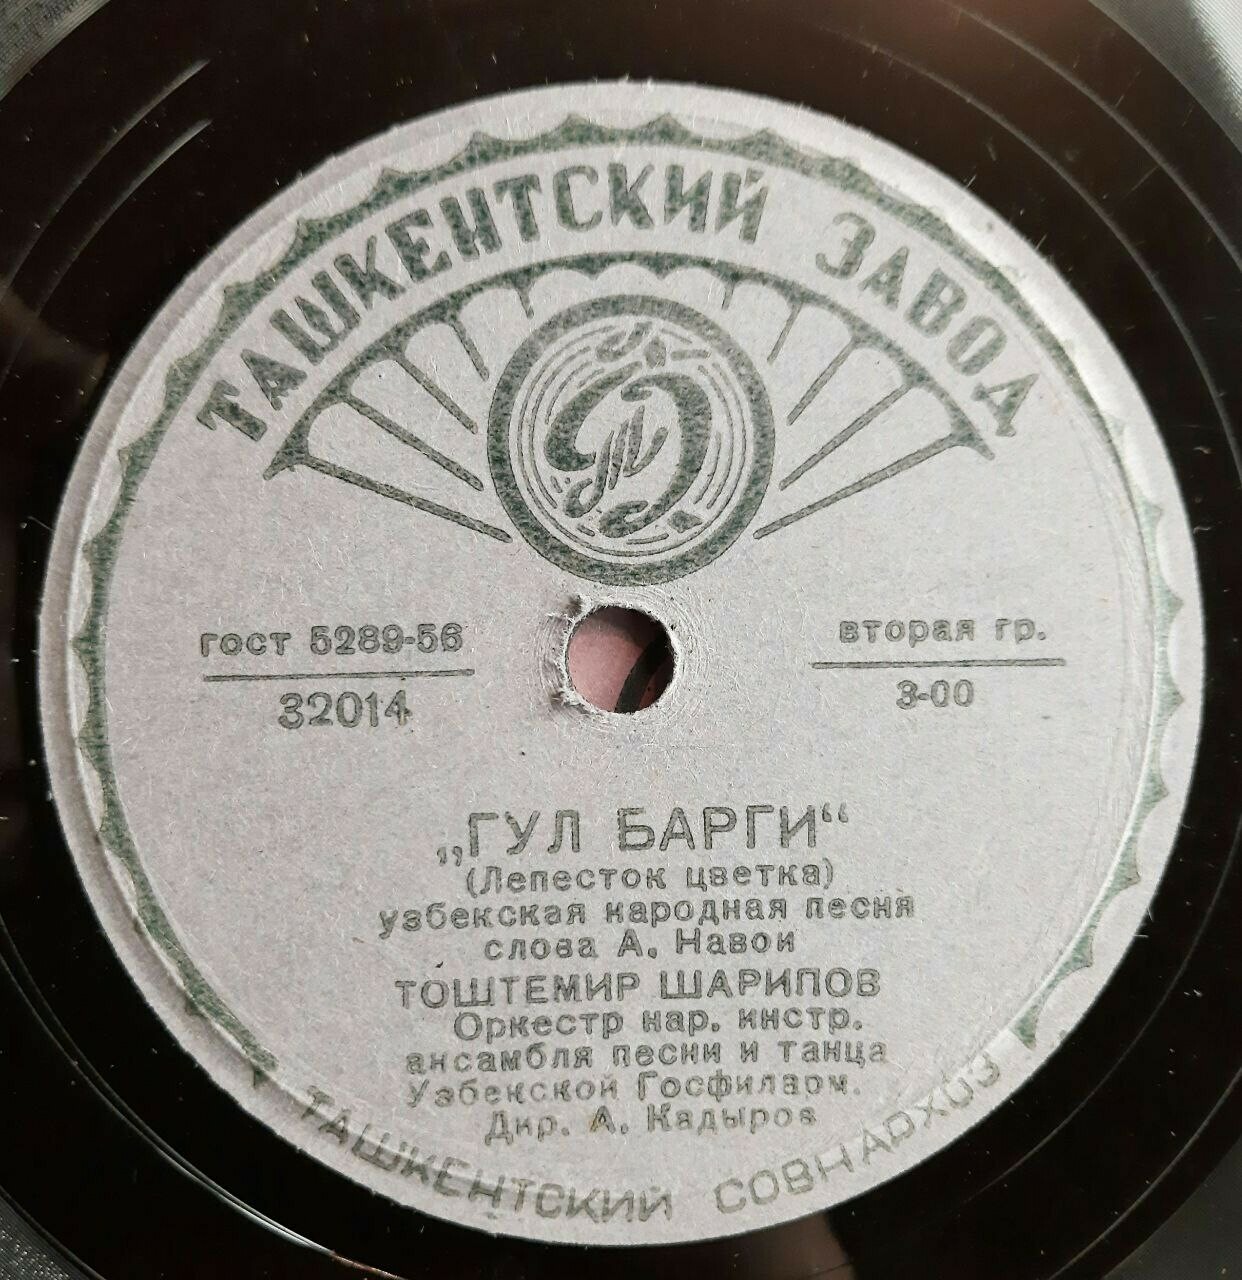 ТАШКЕНТСКИЙ ЗАВОД
гост 5289-56
32014
вторая гр.
3-00
„ГУЛ БАРГИ“
(Лепесток цветка)
узбекская народная песня
слова А. Навои
ТОШТЕМИР ШАРИПОВ
Оркестр нар. инстр.
ансамбля песни и танца
Узбекской Госфиларм.
Дир. А. Кадыров
ТАШКЕНТСКИЙ СОВНАРХОЗ